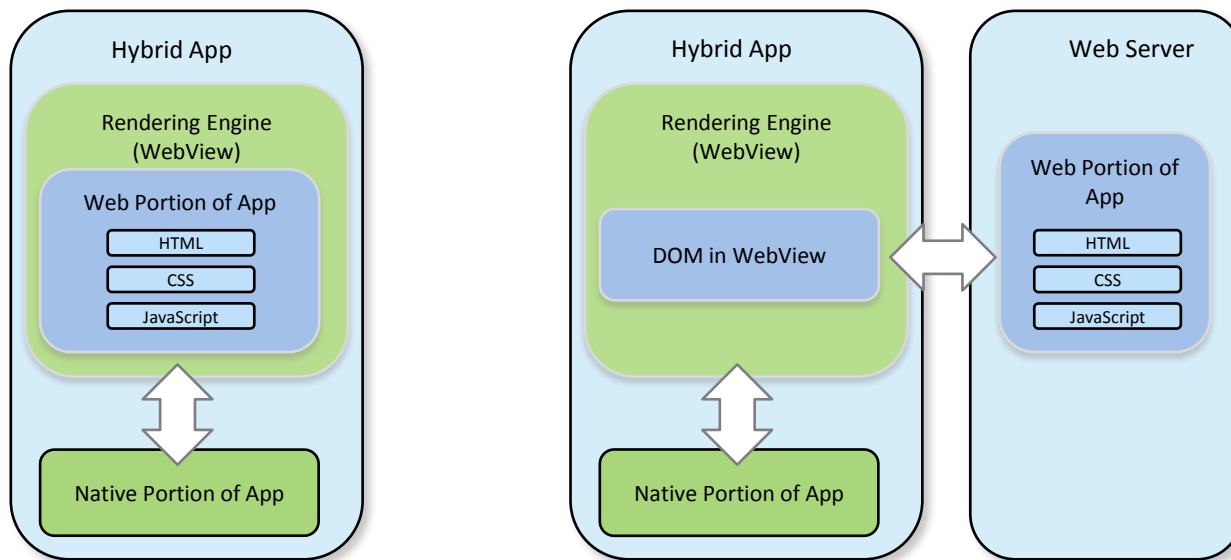 Hybrid App
Rendering Engine
(WebView)
Web Portion of App
HTML
CSS
JavaScript
Native Portion of App
Hybrid App
Rendering Engine
(WebView)
DOM in WebView
Native Portion of App
Web Server
Web Portion of
App
HTML
CSS
JavaScript